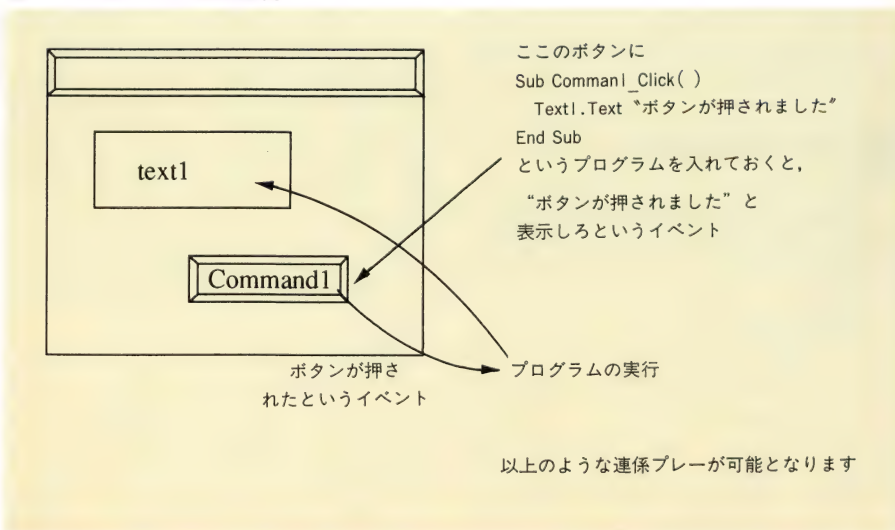 ここのボタンに
Sub Comman1_Click( )
Text1.Text〝ボタンが押されました〞
End Sub
というプログラムを入れておくと,
“ボタンが押されました”と
表示しろというイベント
text1
Command1
ボタンが押さ
れたというイベント
プログラムの実行
以上のような連係プレーが可能となります